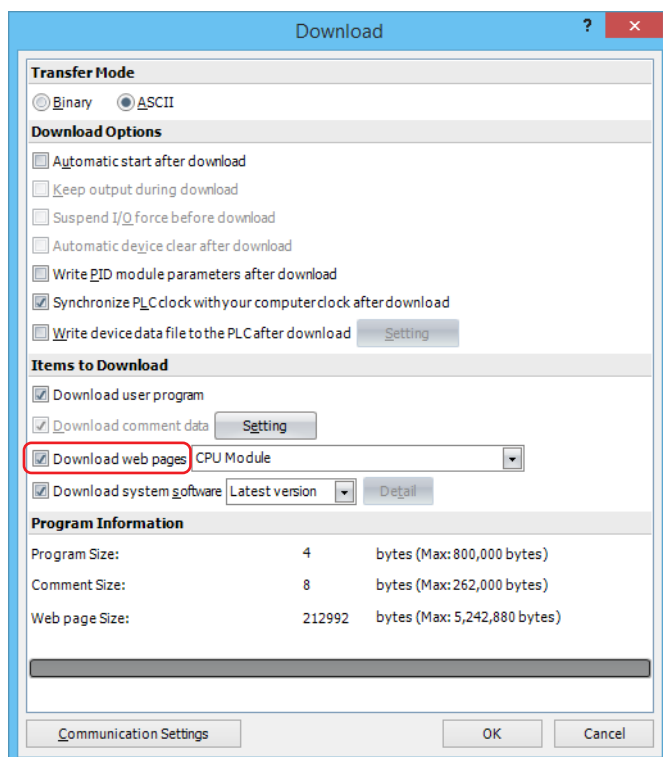 Download ? ×
Transfer Mode
Binary ASCII
Download Options
Automatic start after download
Keep output during download
Suspend I/O force before download
Automatic device clear after download
Write PID module parameters after download
Synchronize PLC clock with your computer clock after download
Write device data file to the PLC after download Setting
Items to Download
Download user program
Download comment data Setting
Download web pages CPU Module
Download system software Latest version Detail
Program Information
Program Size: 4 bytes (Max: 800,000 bytes)
Comment Size: 8 bytes (Max: 262,000 bytes)
Web page Size: 212992 bytes (Max: 5,242,880 bytes)
Communication Settings OK Cancel